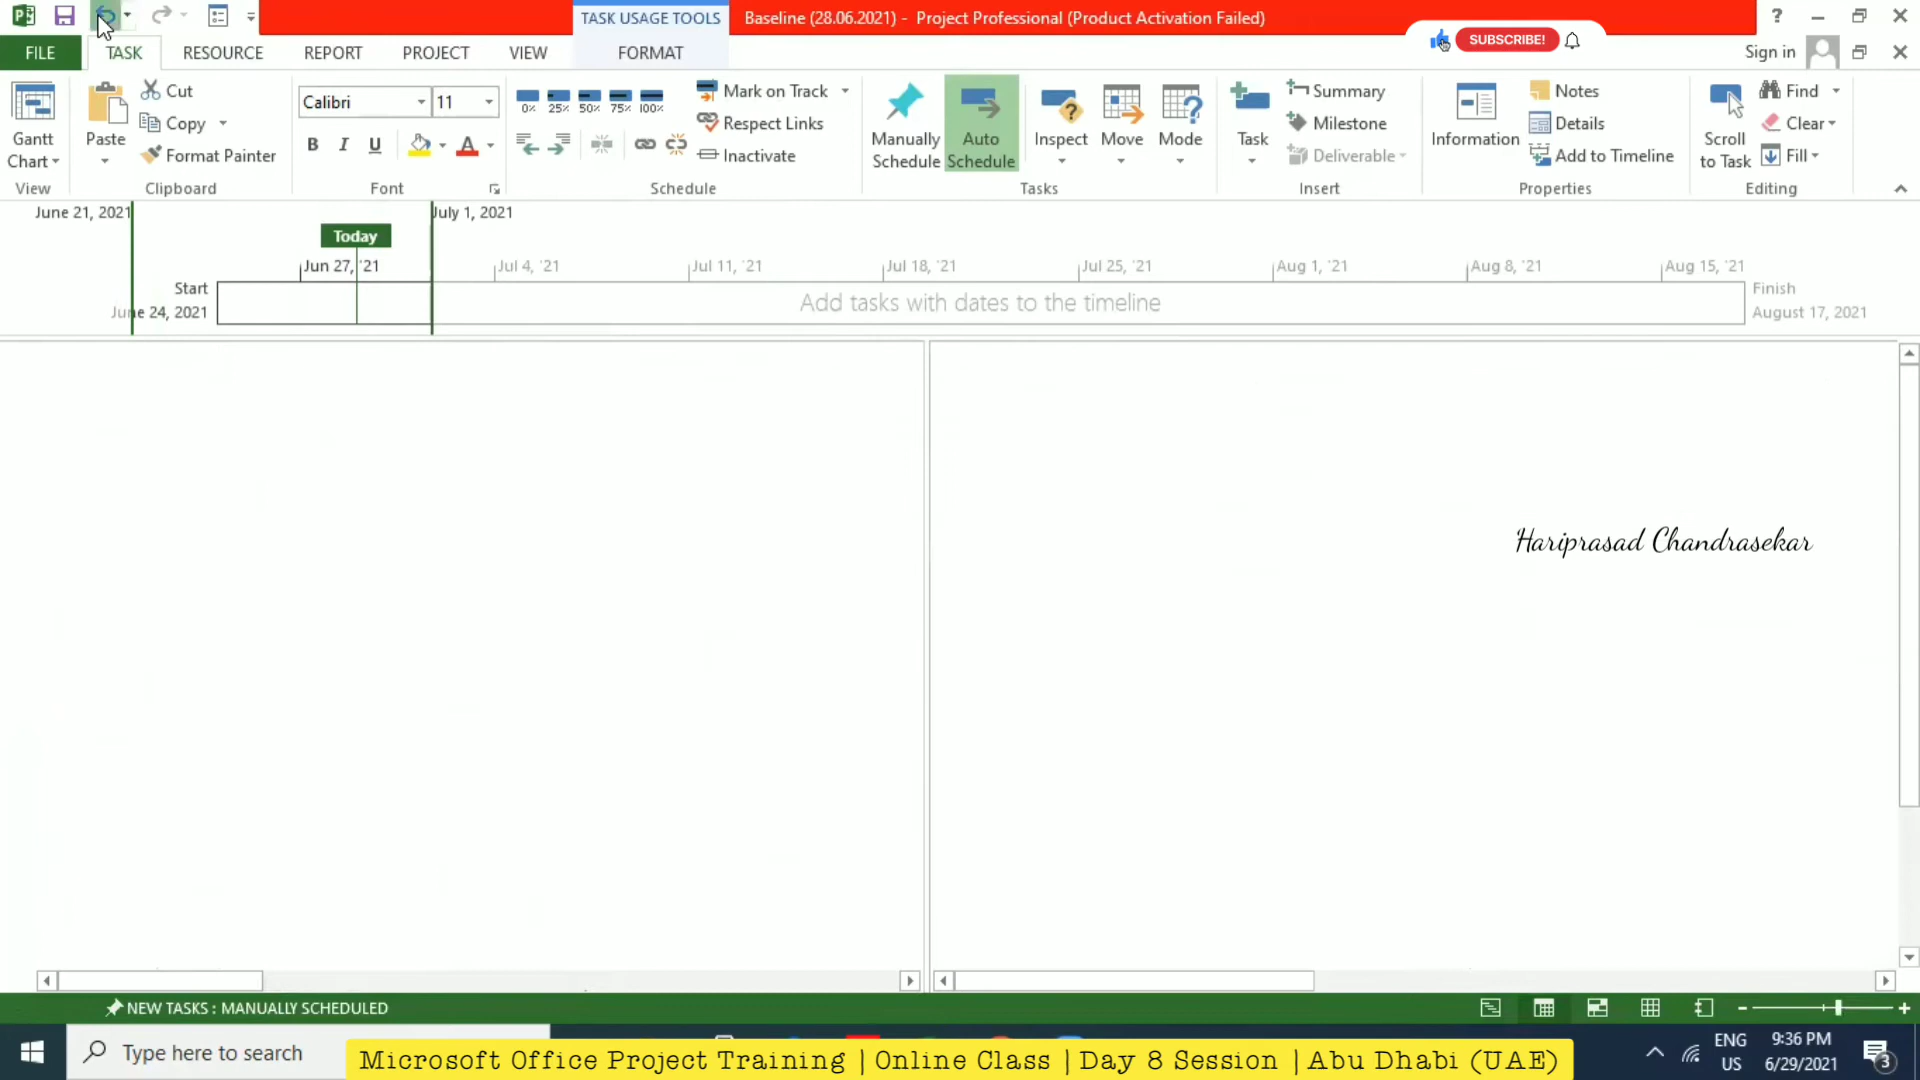 TASK USAGE TOOLS
Baseline (28.06.2021) - Project Professional (Product Activation Failed)
?
SUBSCRIBE!
FILE TASK RESOURCE REPORT PROJECT VIEW FORMAT
Sign in
Gantt Chart
Paste
Cut
Copy
Format Painter
Calibri 11
B I U A
0% 25% 50% 75% 100%
Mark on Track
Respect Links
Inactivate
Manually Schedule
Auto Schedule
Inspect
Move
Mode
Task
Summary
Milestone
Deliverable
Information
Notes
Details
Add to Timeline
Scroll to Task
Find
Clear
Fill
View Clipboard Font Schedule Tasks Insert Properties Editing
June 21, 2021 July 1, 2021
Today
Jun 27, '21 Jul 4, '21 Jul 11, '21 Jul 18, '21 Jul 25, '21 Aug 1, '21 Aug 8, '21 Aug 15, '21
Start
June 24, 2021
Add tasks with dates to the timeline
Finish
August 17, 2021
Hariprasad Chandrasekar
NEW TASKS : MANUALLY SCHEDULED
Type here to search
Microsoft Office Project Training | Online Class | Day 8 Session | Abu Dhabi (UAE)
ENG
US
9:36 PM
6/29/2021
3